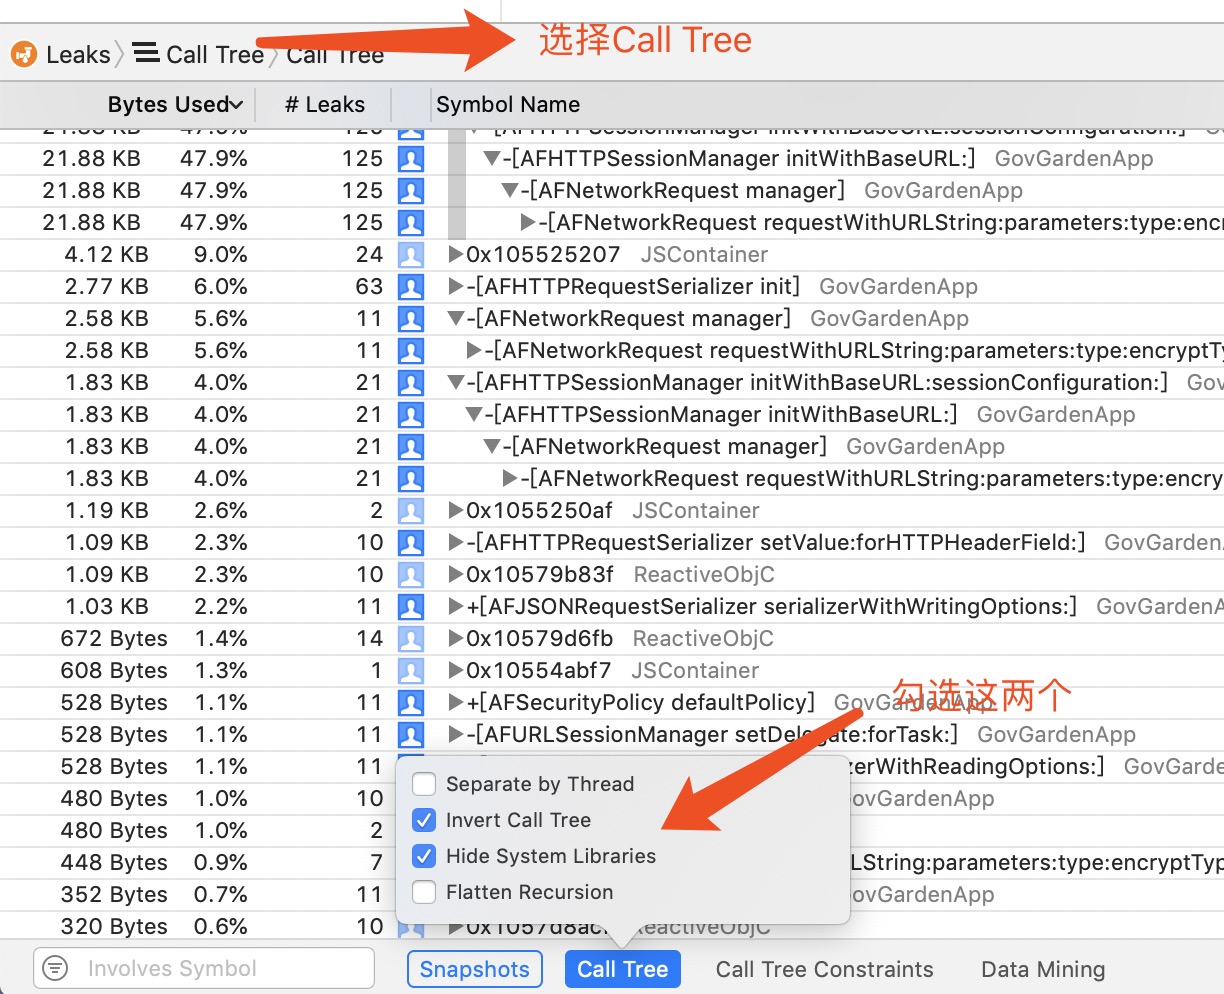 选择Call Tree
Leaks Call Tree Call Tree
Bytes Used # Leaks Symbol Name
21.88 KB 47.9% 125 -[AFHTTPSessionManager initWithBaseURL:sessionConfiguration:]
21.88 KB 47.9% 125 -[AFHTTPSessionManager initWithBaseURL:] GovGardenApp
21.88 KB 47.9% 125 -[AFNetworkRequest manager] GovGardenApp
21.88 KB 47.9% 125 -[AFNetworkRequest requestWithURLString:parameters:type:encr
4.12 KB 9.0% 24 0x105525207 JSContainer
2.77 KB 6.0% 63 -[AFHTTPRequestSerializer init] GovGardenApp
2.58 KB 5.6% 11 -[AFNetworkRequest manager] GovGardenApp
2.58 KB 5.6% 11 -[AFNetworkRequest requestWithURLString:parameters:type:encryptTy
1.83 KB 4.0% 21 -[AFHTTPSessionManager initWithBaseURL:sessionConfiguration:] Gov
1.83 KB 4.0% 21 -[AFHTTPSessionManager initWithBaseURL:] GovGardenApp
1.83 KB 4.0% 21 -[AFNetworkRequest manager] GovGardenApp
1.83 KB 4.0% 21 -[AFNetworkRequest requestWithURLString:parameters:type:encry
1.19 KB 2.6% 2 0x1055250af JSContainer
1.09 KB 2.3% 10 -[AFHTTPRequestSerializer setValue:forHTTPHeaderField:] GovGarden
1.09 KB 2.3% 10 0x10579b83f ReactiveObjC
1.03 KB 2.2% 11 +[AFJSONRequestSerializer serializerWithWritingOptions:] GovGardenA
672 Bytes 1.4% 14 0x10579d6fb ReactiveObjC
608 Bytes 1.3% 1 0x10554abf7 JSContainer
勾选这两个
528 Bytes 1.1% 11 +[AFSecurityPolicy defaultPolicy] GovGardenApp
528 Bytes 1.1% 11 -[AFURLSessionManager setDelegate:forTask:] GovGardenApp
528 Bytes 1.1% 11 zerWithReadingOptions:] GovGarde
Separate by Thread
480 Bytes 1.0% 10 ovGardenApp
Invert Call Tree
480 Bytes 1.0% 2
Hide System Libraries
448 Bytes 0.9% 7 LString:parameters:type:encryptTyp
Flatten Recursion
352 Bytes 0.7% 11 ovGardenApp
320 Bytes 0.6% 10 ReactiveObjC
Involves Symbol Snapshots Call Tree Call Tree Constraints Data Mining